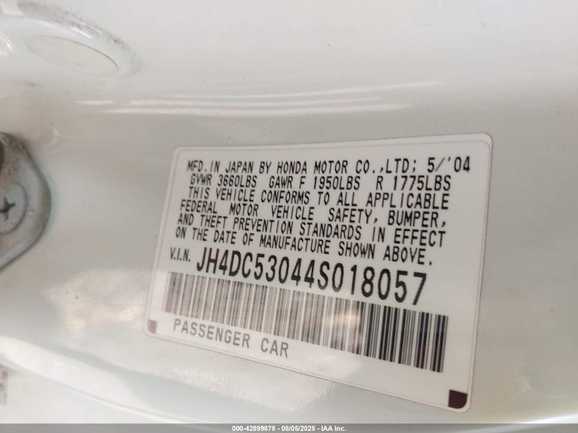 MFD.IN JAPAN BY HONDA MOTOR CO.,LTD; 5/'04
GVWR 3660LBS GAWR F 1950LBS R 1775LBS
THIS VEHICLE CONFORMS TO ALL APPLICABLE
FEDERAL MOTOR VEHICLE SAFETY, BUMPER,
AND THEFT PREVENTION STANDARDS IN EFFECT
ON THE DATE OF MANUFACTURE SHOWN ABOVE.
V.I.N. JH4DC53044S018057
PASSENGER CAR
000-42899878 - 08/05/2025 - IAA Inc.